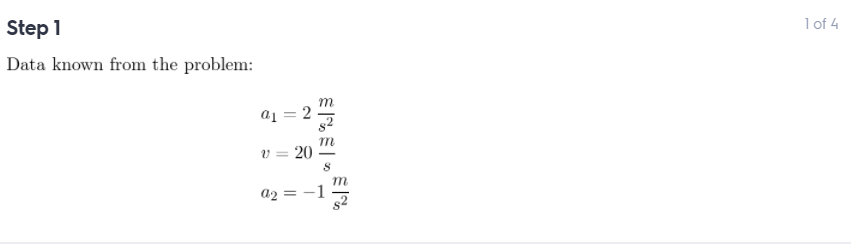 Step 1
1 of 4
Data known from the problem:
a₁ = 2 m/s²
v = 20 m/s
a₂ = −1 m/s²